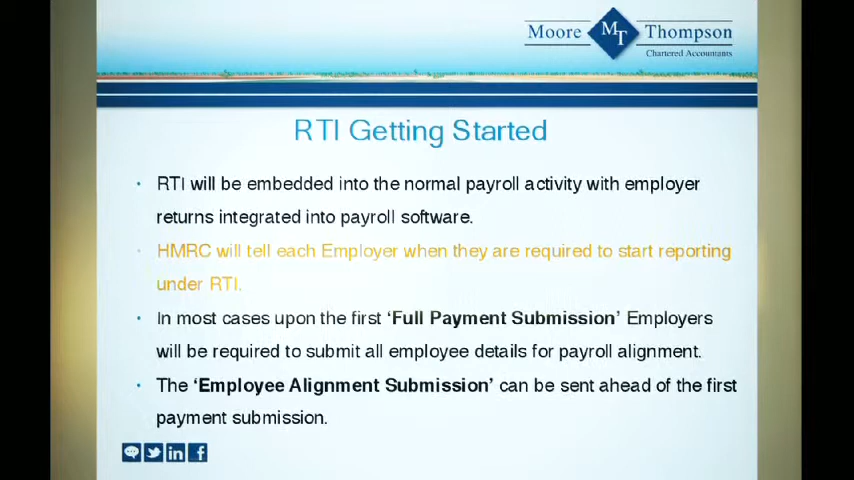 Moore MT Thompson
Chartered Accountants
RTI Getting Started
• RTI will be embedded into the normal payroll activity with employer
returns integrated into payroll software.
• HMRC will tell each Employer when they are required to start reporting
under RTI.
• In most cases upon the first ‘Full Payment Submission’ Employers
will be required to submit all employee details for payroll alignment.
• The ‘Employee Alignment Submission’ can be sent ahead of the first
payment submission.
in f